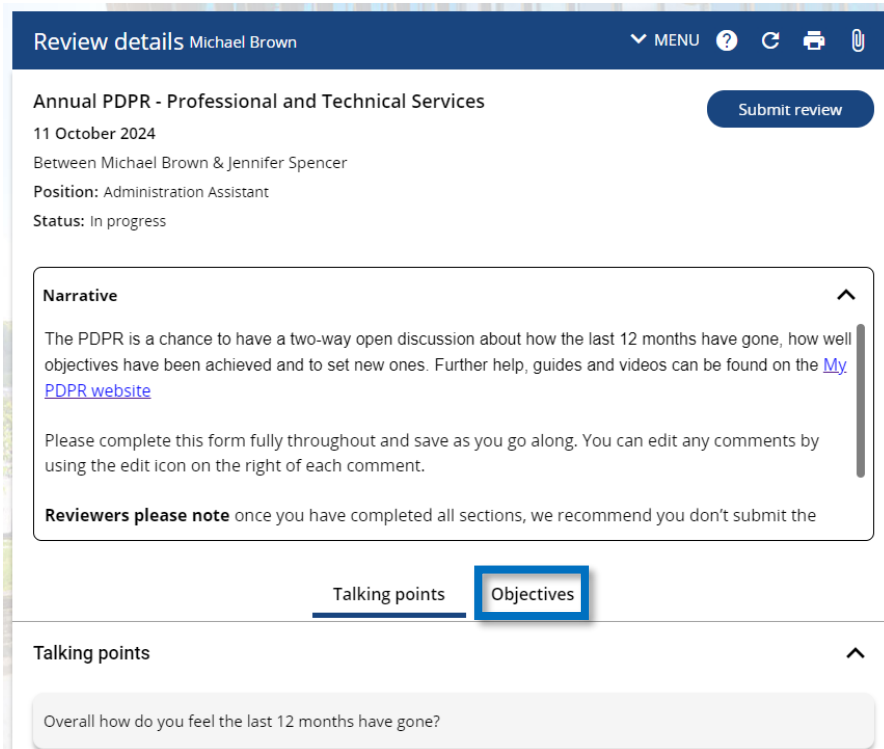 Review details Michael Brown
MENU
Annual PDPR - Professional and Technical Services
Submit review
11 October 2024
Between Michael Brown & Jennifer Spencer
Position: Administration Assistant
Status: In progress
Narrative
The PDPR is a chance to have a two-way open discussion about how the last 12 months have gone, how well
objectives have been achieved and to set new ones. Further help, guides and videos can be found on the My
PDPR website
Please complete this form fully throughout and save as you go along. You can edit any comments by
using the edit icon on the right of each comment.
Reviewers please note once you have completed all sections, we recommend you don’t submit the
Talking points Objectives
Talking points
Overall how do you feel the last 12 months have gone?